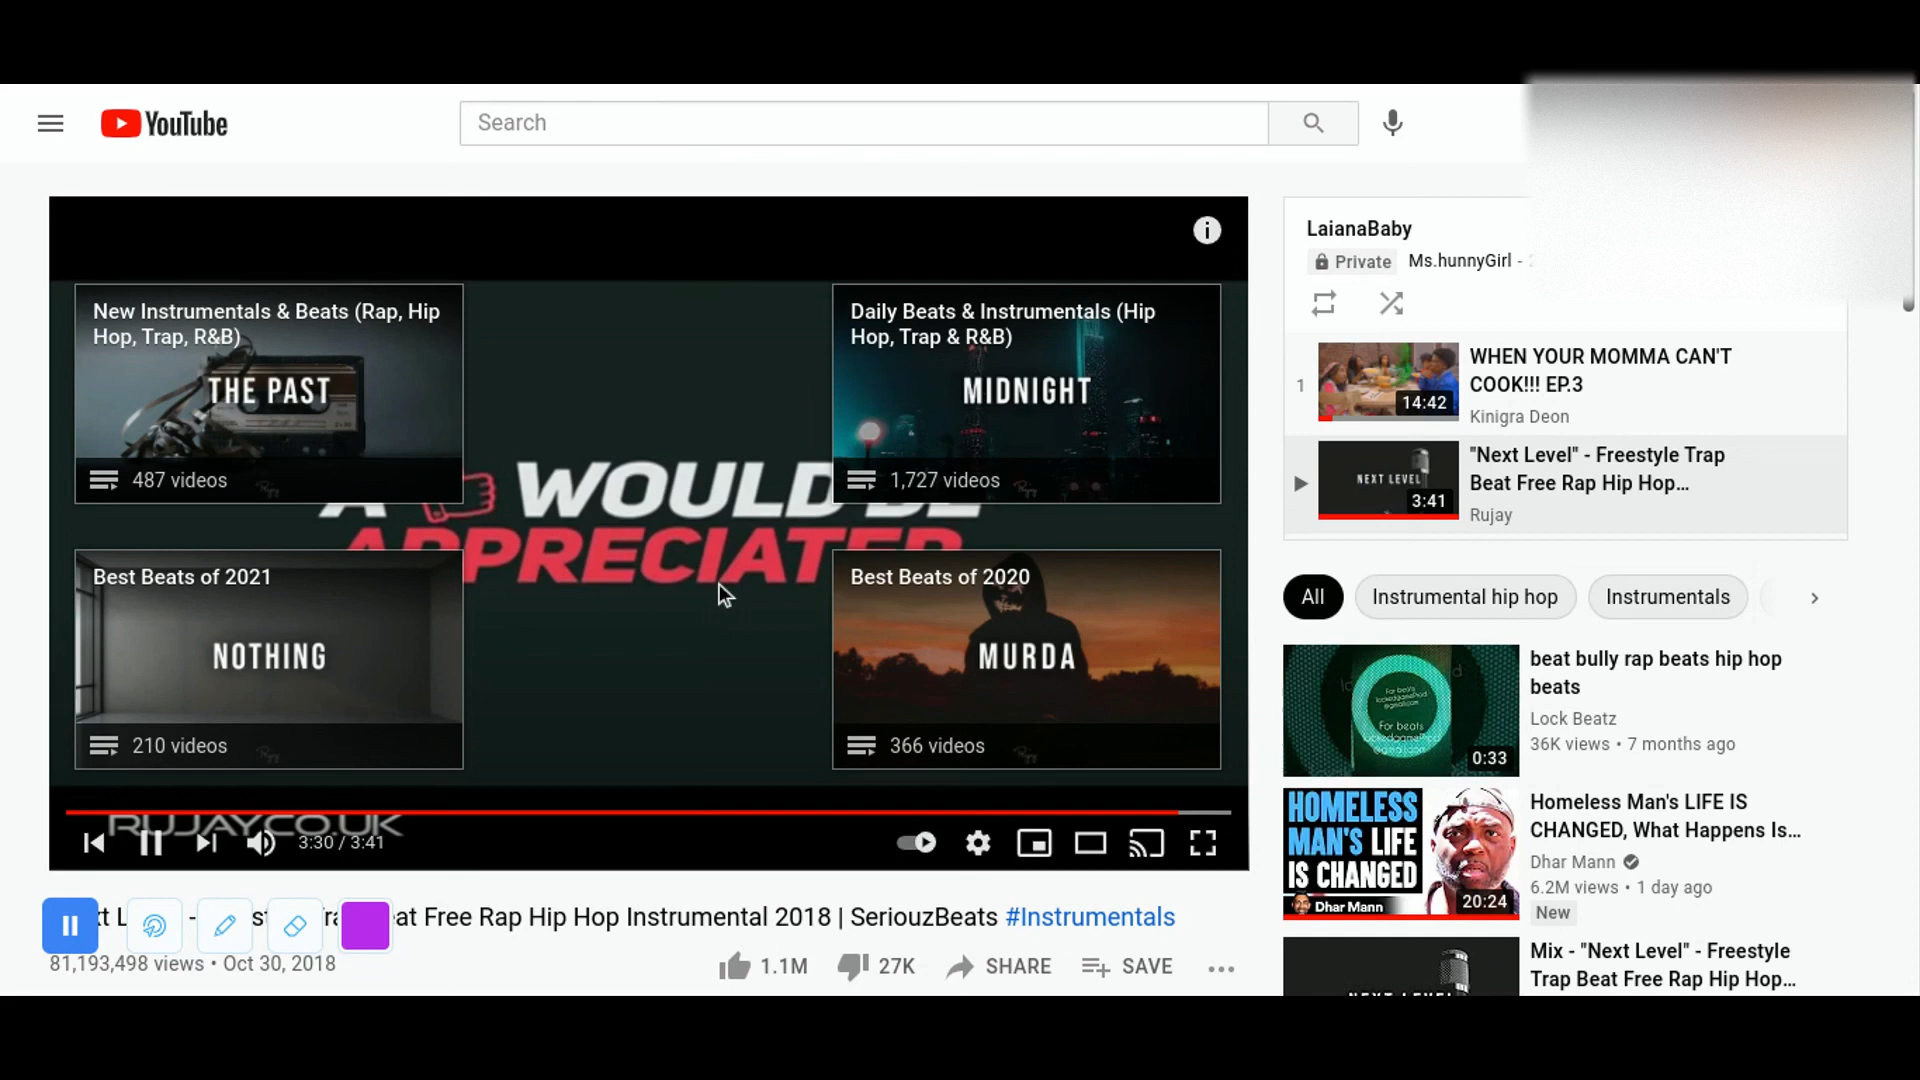 YouTube
Search
New Instrumentals & Beats (Rap, Hip
Hop, Trap, R&B)
THE PAST
487 videos
Daily Beats & Instrumentals (Hip
Hop, Trap & R&B)
MIDNIGHT
1,727 videos
A WOULD BE
APPRECIATED
Best Beats of 2021
NOTHING
210 videos
Best Beats of 2020
MURDA
366 videos
RUJAY.CO.UK
3:30 / 3:41
at Free Rap Hip Hop Instrumental 2018 | SeriouzBeats #Instrumentals
81,193,498 views • Oct 30, 2018
1.1M
27K
SHARE
SAVE
LaianaBaby
Private
Ms.hunnyGirl -
1
14:42
WHEN YOUR MOMMA CAN'T
COOK!!! EP.3
Kinigra Deon
NEXT LEVEL
3:41
"Next Level" - Freestyle Trap
Beat Free Rap Hip Hop...
Rujay
All
Instrumental hip hop
Instrumentals
For beats
0:33
beat bully rap beats hip hop
beats
Lock Beatz
36K views • 7 months ago
HOMELESS
MAN'S LIFE
IS CHANGED
Dhar Mann
20:24
Homeless Man's LIFE IS
CHANGED, What Happens Is...
Dhar Mann
6.2M views • 1 day ago
New
Mix - "Next Level" - Freestyle
Trap Beat Free Rap Hip Hop...